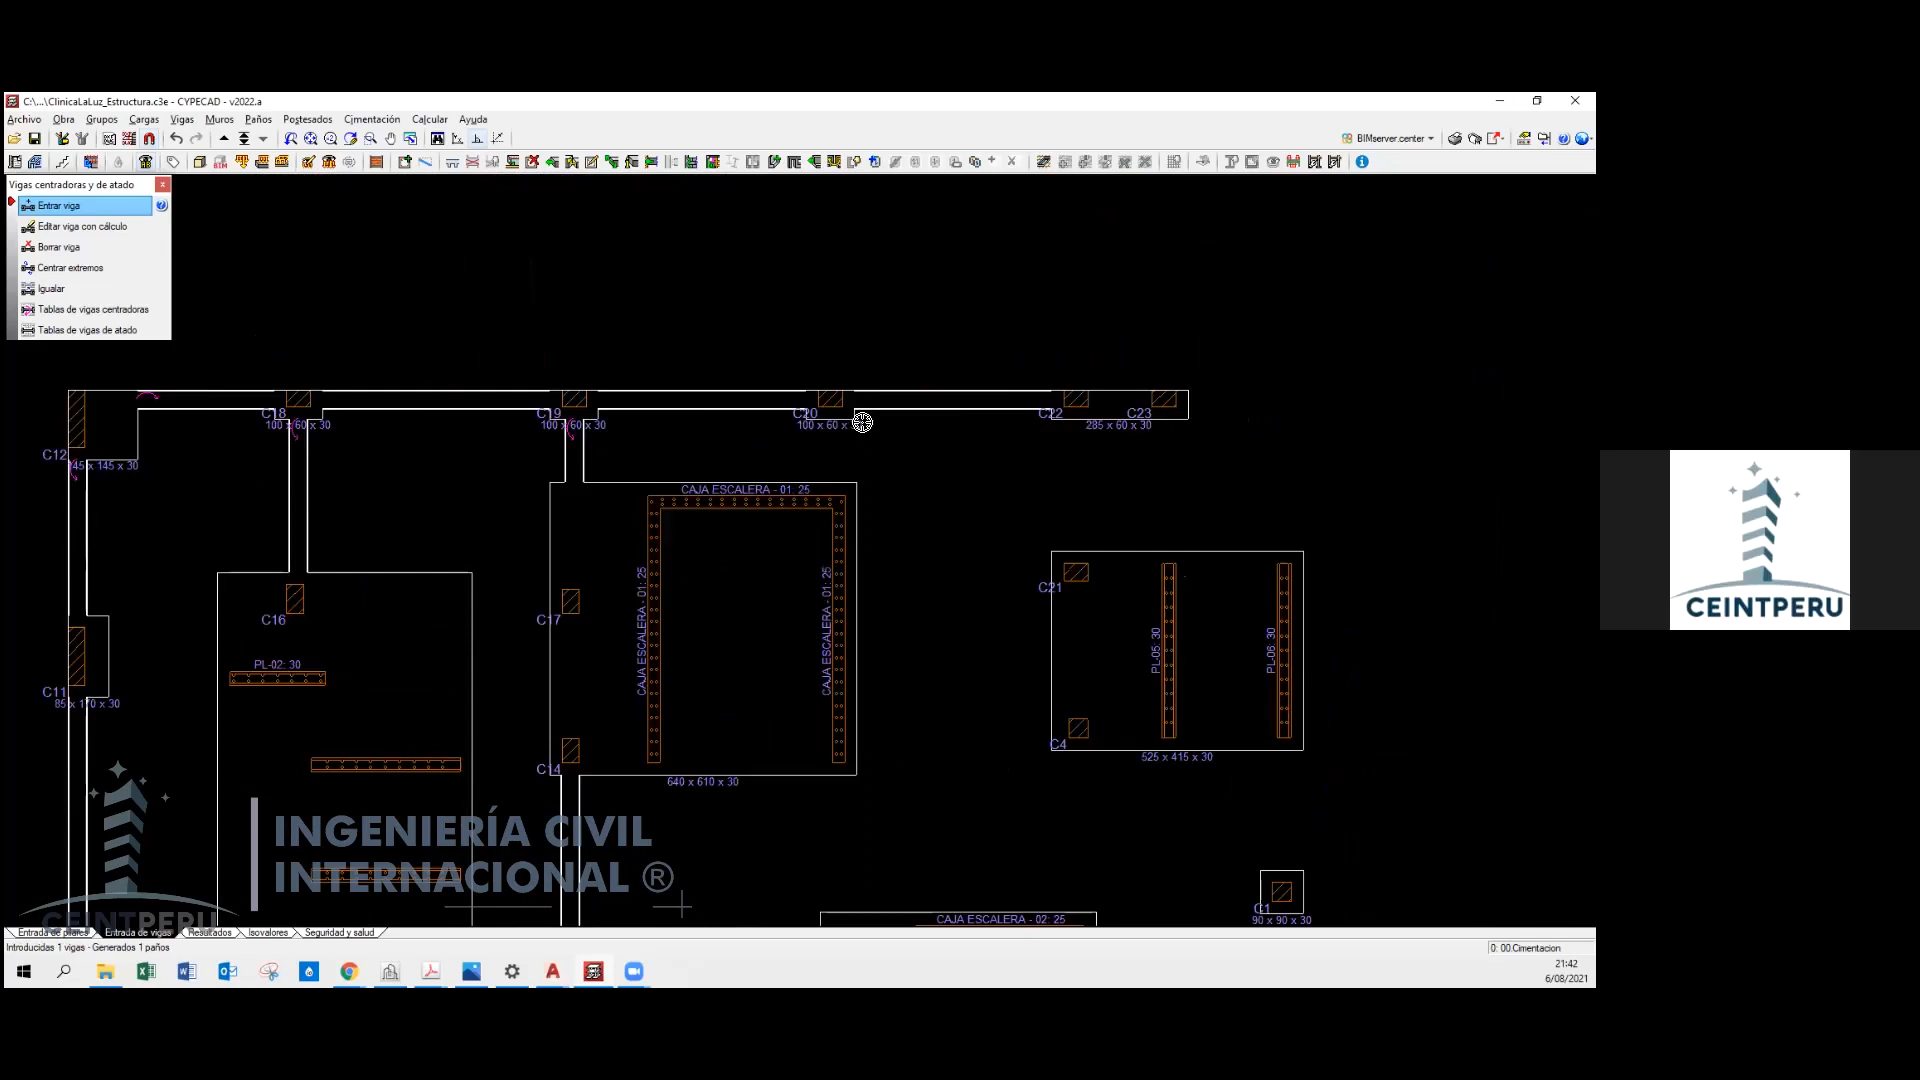 C:\...\ClinicaLaLuz_Estructura.c3e - CYPECAD - v2022.a
Archivo Obra Grupos Cargas Vigas Muros Paños Postesados Cimentación Calcular Ayuda
BIMserver.center
Vigas centradoras y de atado
Entrar viga
Editar viga con cálculo
Borrar viga
Centrar extremos
Igualar
Tablas de vigas centradoras
Tablas de vigas de atado
C18 C19 C20 C22 C23
100 x 60 x 30 100 x 60 x 30 100 x 60 x 285 x 60 x 30
C12
145 x 145 x 30
CAJA ESCALERA - 01: 25
C21
C16
C17
CAJA ESCALERA - 01: 25
CAJA ESCALERA - 01: 25
PL-05: 30
PL-06: 30
PL-02: 30
C11
85 x 170 x 30
C4
525 x 415 x 30
C14
640 x 610 x 30
INGENIERÍA CIVIL
INTERNACIONAL ®
CEINTPERU
CEINTPERU
C1
90 x 90 x 30
CAJA ESCALERA - 02: 25
Entrada de pilares Entrada de vigas Resultados Isovalores Seguridad y salud
Introducidas 1 vigas - Generados 1 paños
0: 00.Cimentacion
21:42
6/08/2021